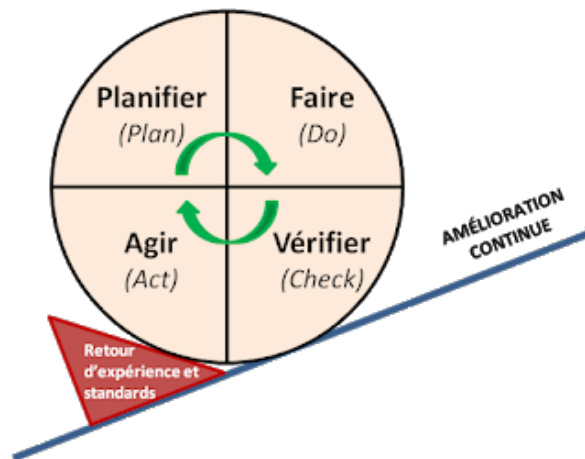 Planifier
(Plan)
Faire
(Do)
Agir
(Act)
Vérifier
(Check)
AMÉLIORATION
CONTINUE
Retour
d'expérience et
standards